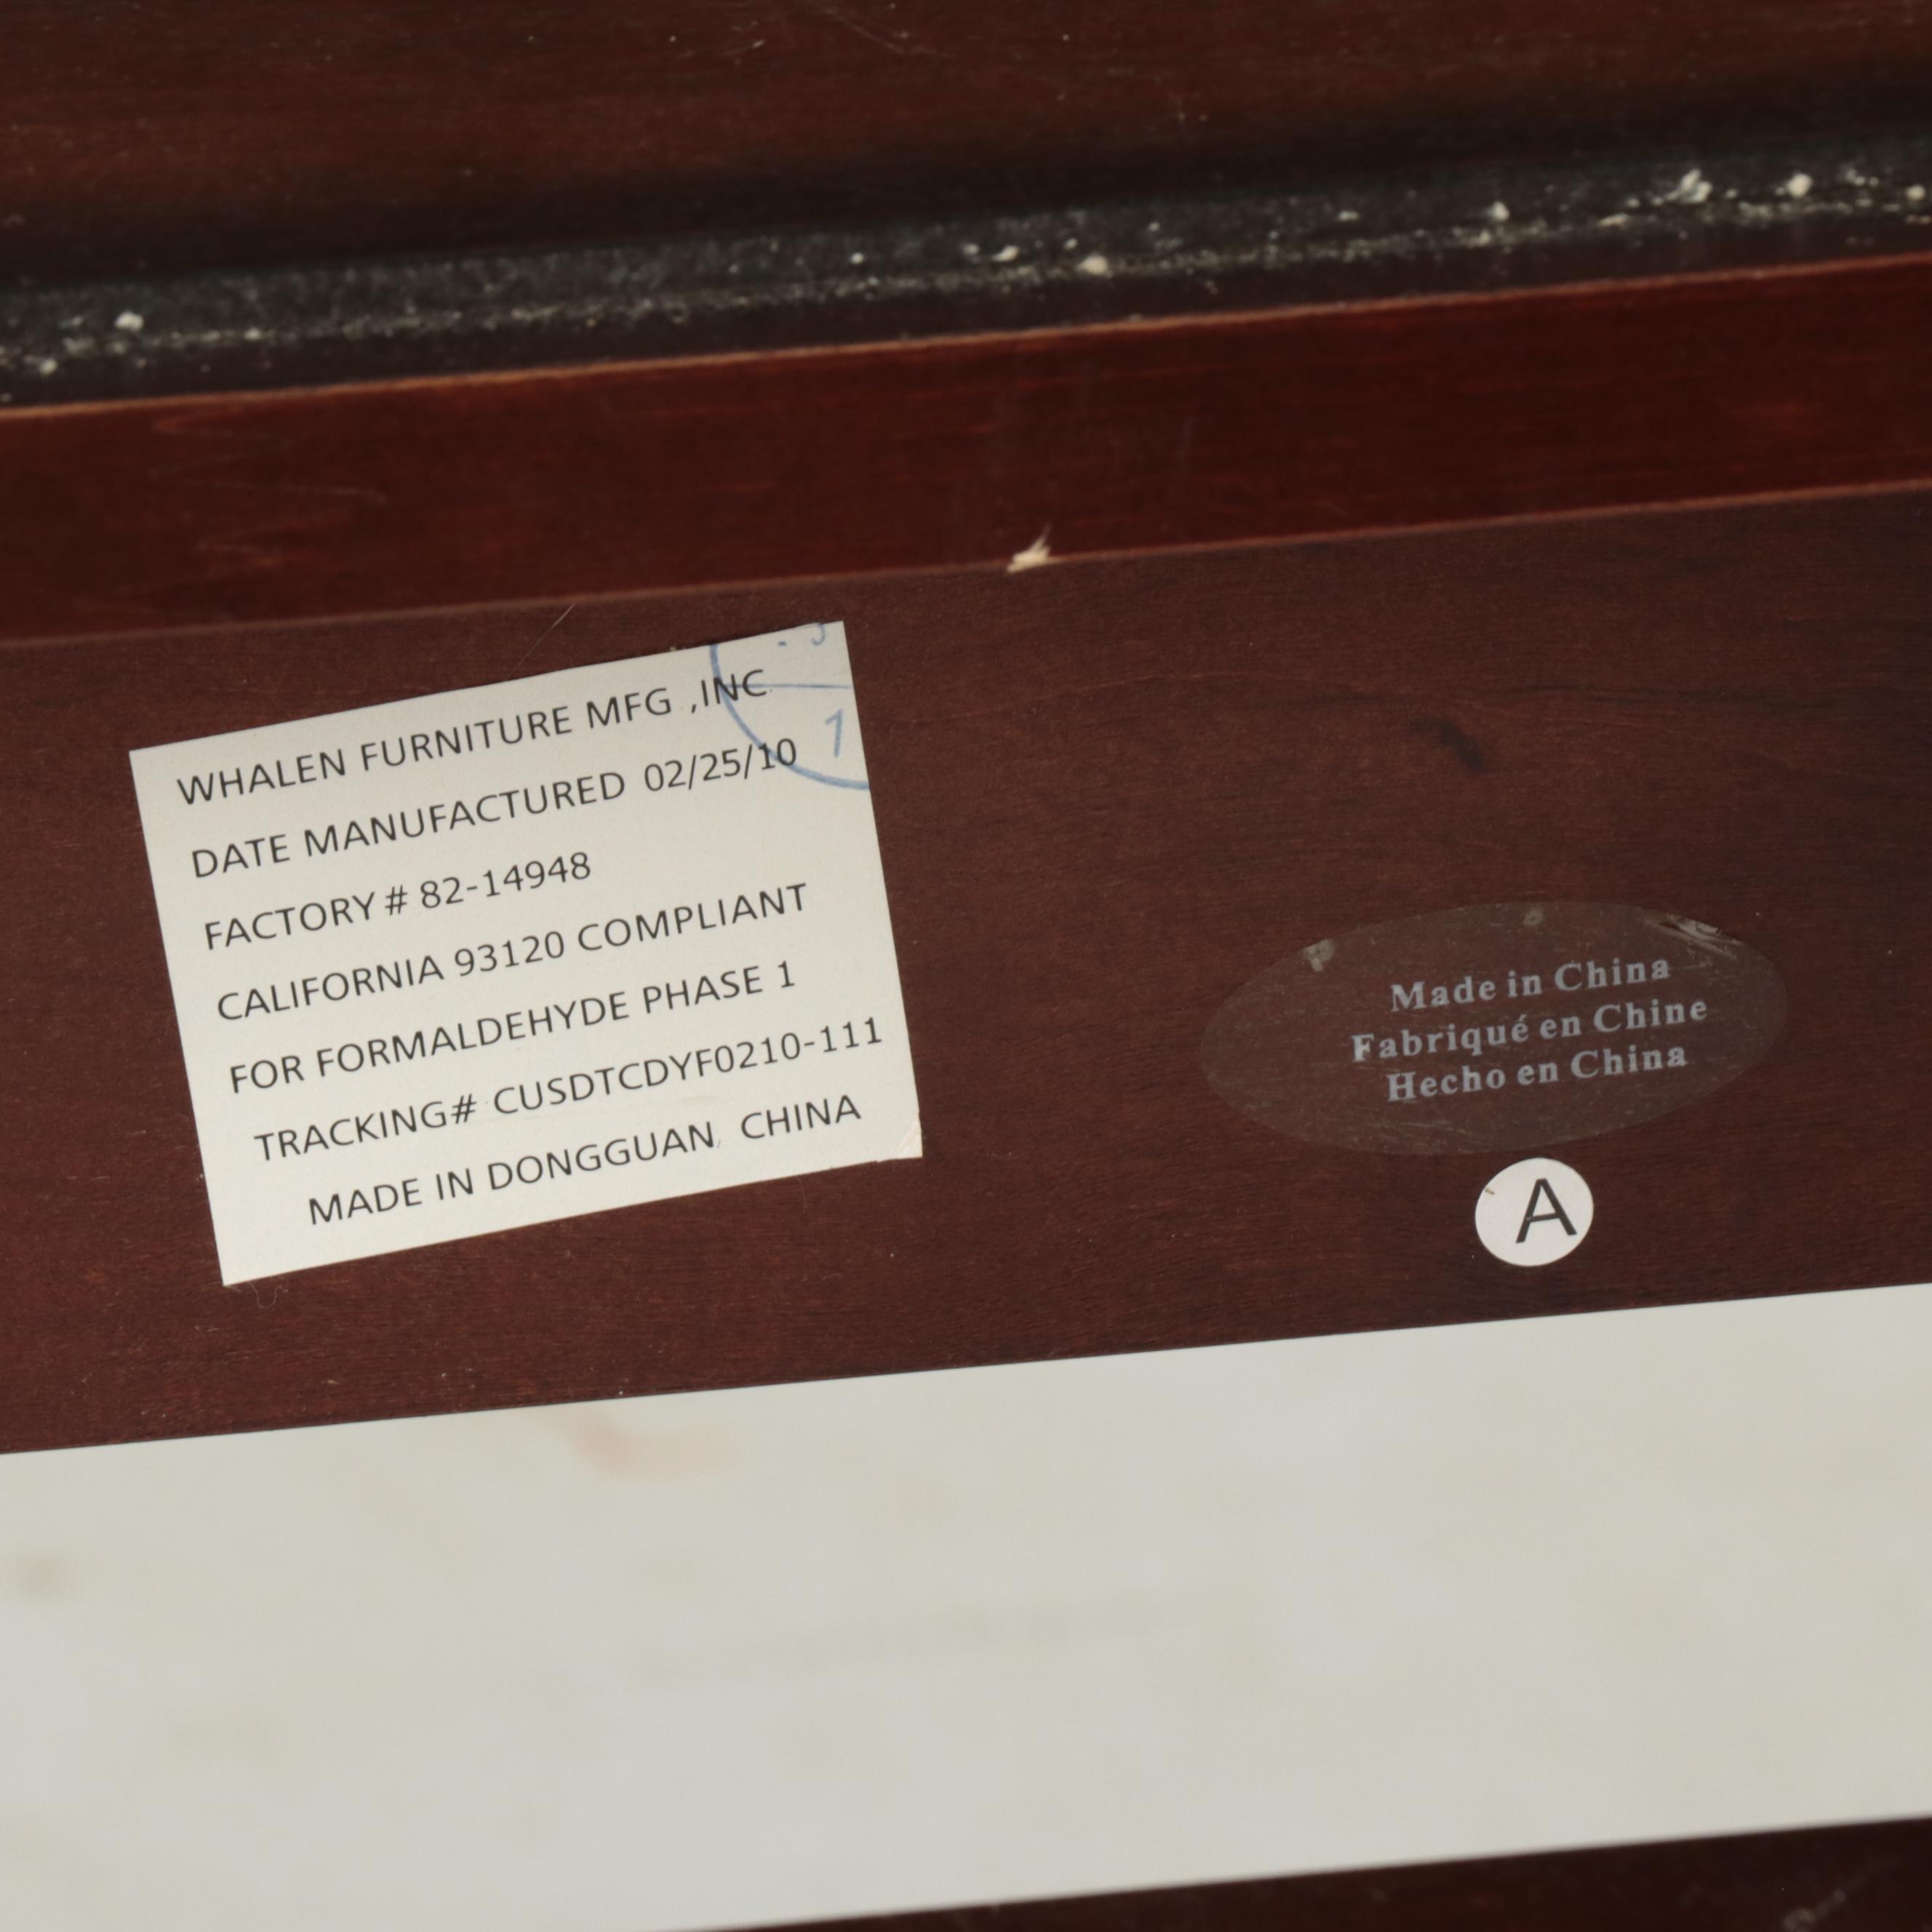 WHALEN FURNITURE MFG ,INC.
DATE MANUFACTURED 02/25/10
FACTORY# 82-14948
CALIFORNIA 93120 COMPLIANT
FOR FORMALDEHYDE PHASE 1
TRACKING# CUSDTCDYF0210-111
MADE IN DONGGUAN, CHINA
1
Made in China
Fabriqué en Chine
Hecho en China
A